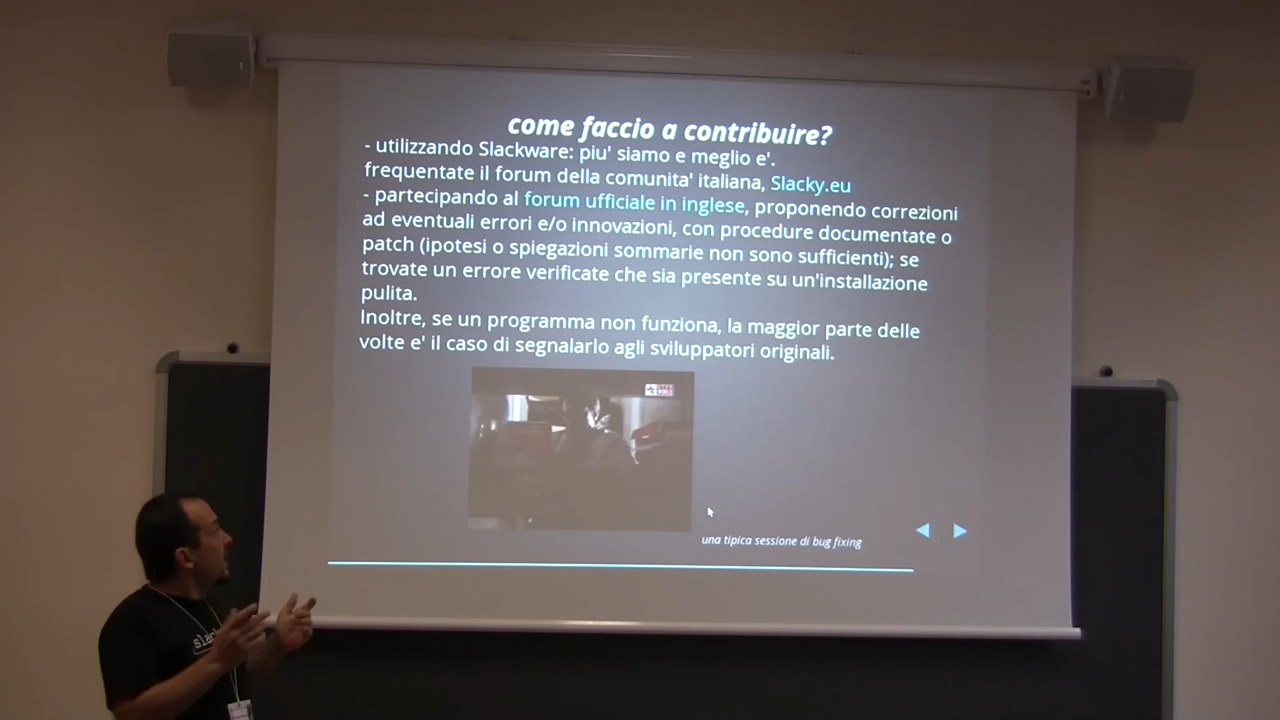 come faccio a contribuire?
- utilizzando Slackware: piu' siamo e meglio e'.
frequentate il forum della comunita' italiana, Slacky.eu
- partecipando al forum ufficiale in inglese, proponendo correzioni
ad eventuali errori e/o innovazioni, con procedure documentate o
patch (ipotesi o spiegazioni sommarie non sono sufficienti); se
trovate un errore verificate che sia presente su un'installazione
pulita.
Inoltre, se un programma non funziona, la maggior parte delle
volte e' il caso di segnalarlo agli sviluppatori originali.
una tipica sessione di bug fixing